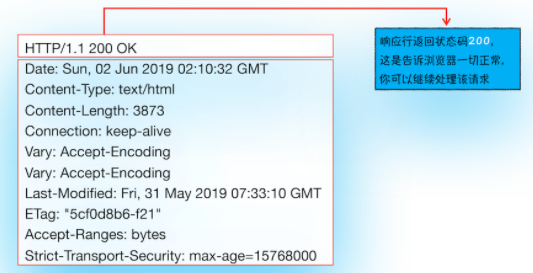 HTTP/1.1 200 OK
Date: Sun, 02 Jun 2019 02:10:32 GMT
Content-Type: text/html
Content-Length: 3873
Connection: keep-alive
Vary: Accept-Encoding
Vary: Accept-Encoding
Last-Modified: Fri, 31 May 2019 07:33:10 GMT
ETag: "5cf0d8b6-f21"
Accept-Ranges: bytes
Strict-Transport-Security: max-age=15768000
响应行返回状态码200,
这是告诉浏览器一切正常,
你可以继续处理该请求